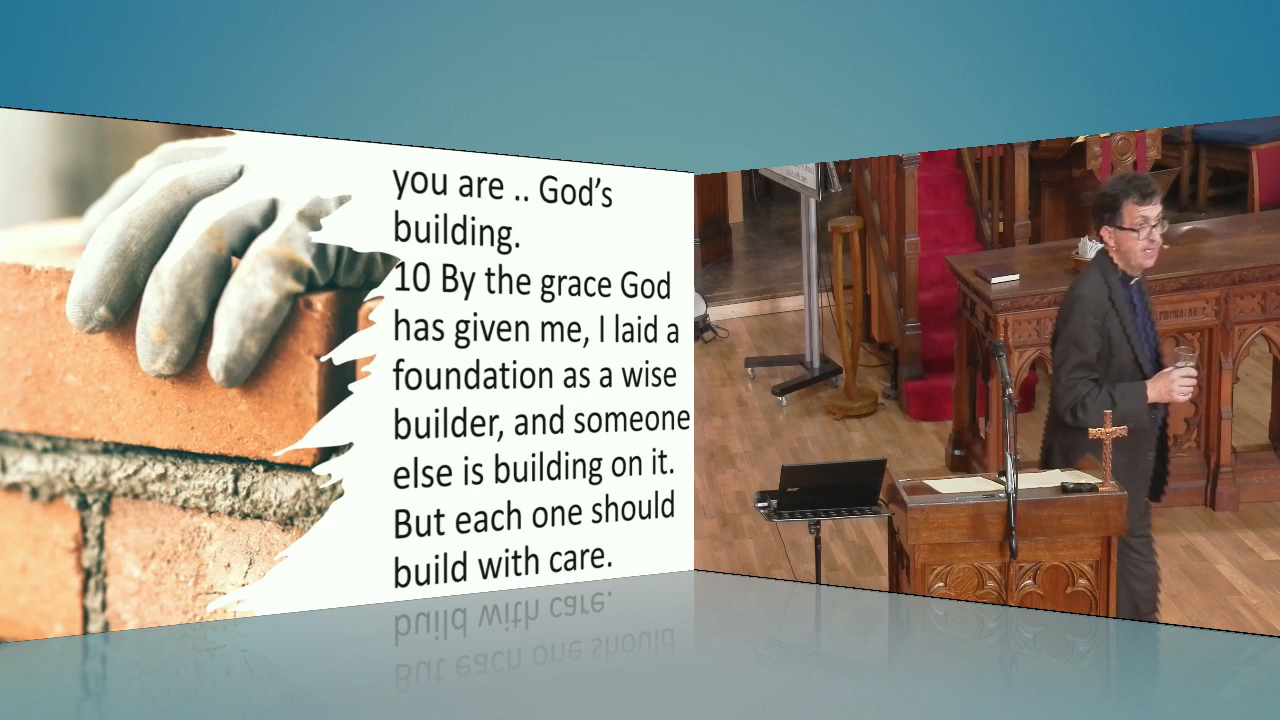 you are .. God's
building.
10 By the grace God
has given me, I laid a
foundation as a wise
builder, and someone
else is building on it.
But each one should
build with care.